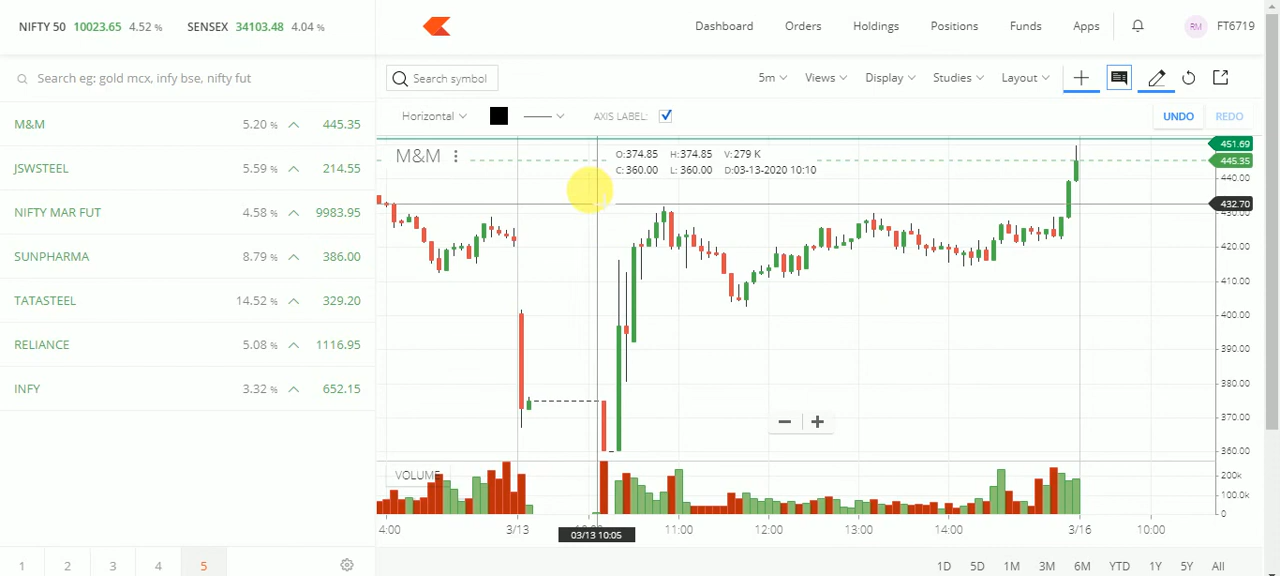 NIFTY 50 10023.65 4.52 % SENSEX 34103.48 4.04 %
Dashboard Orders Holdings Positions Funds Apps RM FT6719
Search eg: gold mcx, infy bse, nifty fut
M&M 5.20 % 445.35
JSWSTEEL 5.59 % 214.55
NIFTY MAR FUT 4.58 % 9983.95
SUNPHARMA 8.79 % 386.00
TATASTEEL 14.52 % 329.20
RELIANCE 5.08 % 1116.95
INFY 3.32 % 652.15
1 2 3 4 5
Search symbol 5m Views Display Studies Layout
Horizontal AXIS LABEL: UNDO REDO
M&M
O:374.85 H:374.85 V:279 K
C:360.00 L: 360.00 D:03-13-2020 10:10
451.69
445.35
440.00
432.70
430.00
420.00
410.00
400.00
390.00
380.00
370.00
360.00
VOLUME
200k
100.0k
0
4:00 3/13 11:00 12:00 13:00 14:00 3/16 10:00
03/13 10:05
1D 5D 1M 3M 6M YTD 1Y 5Y All